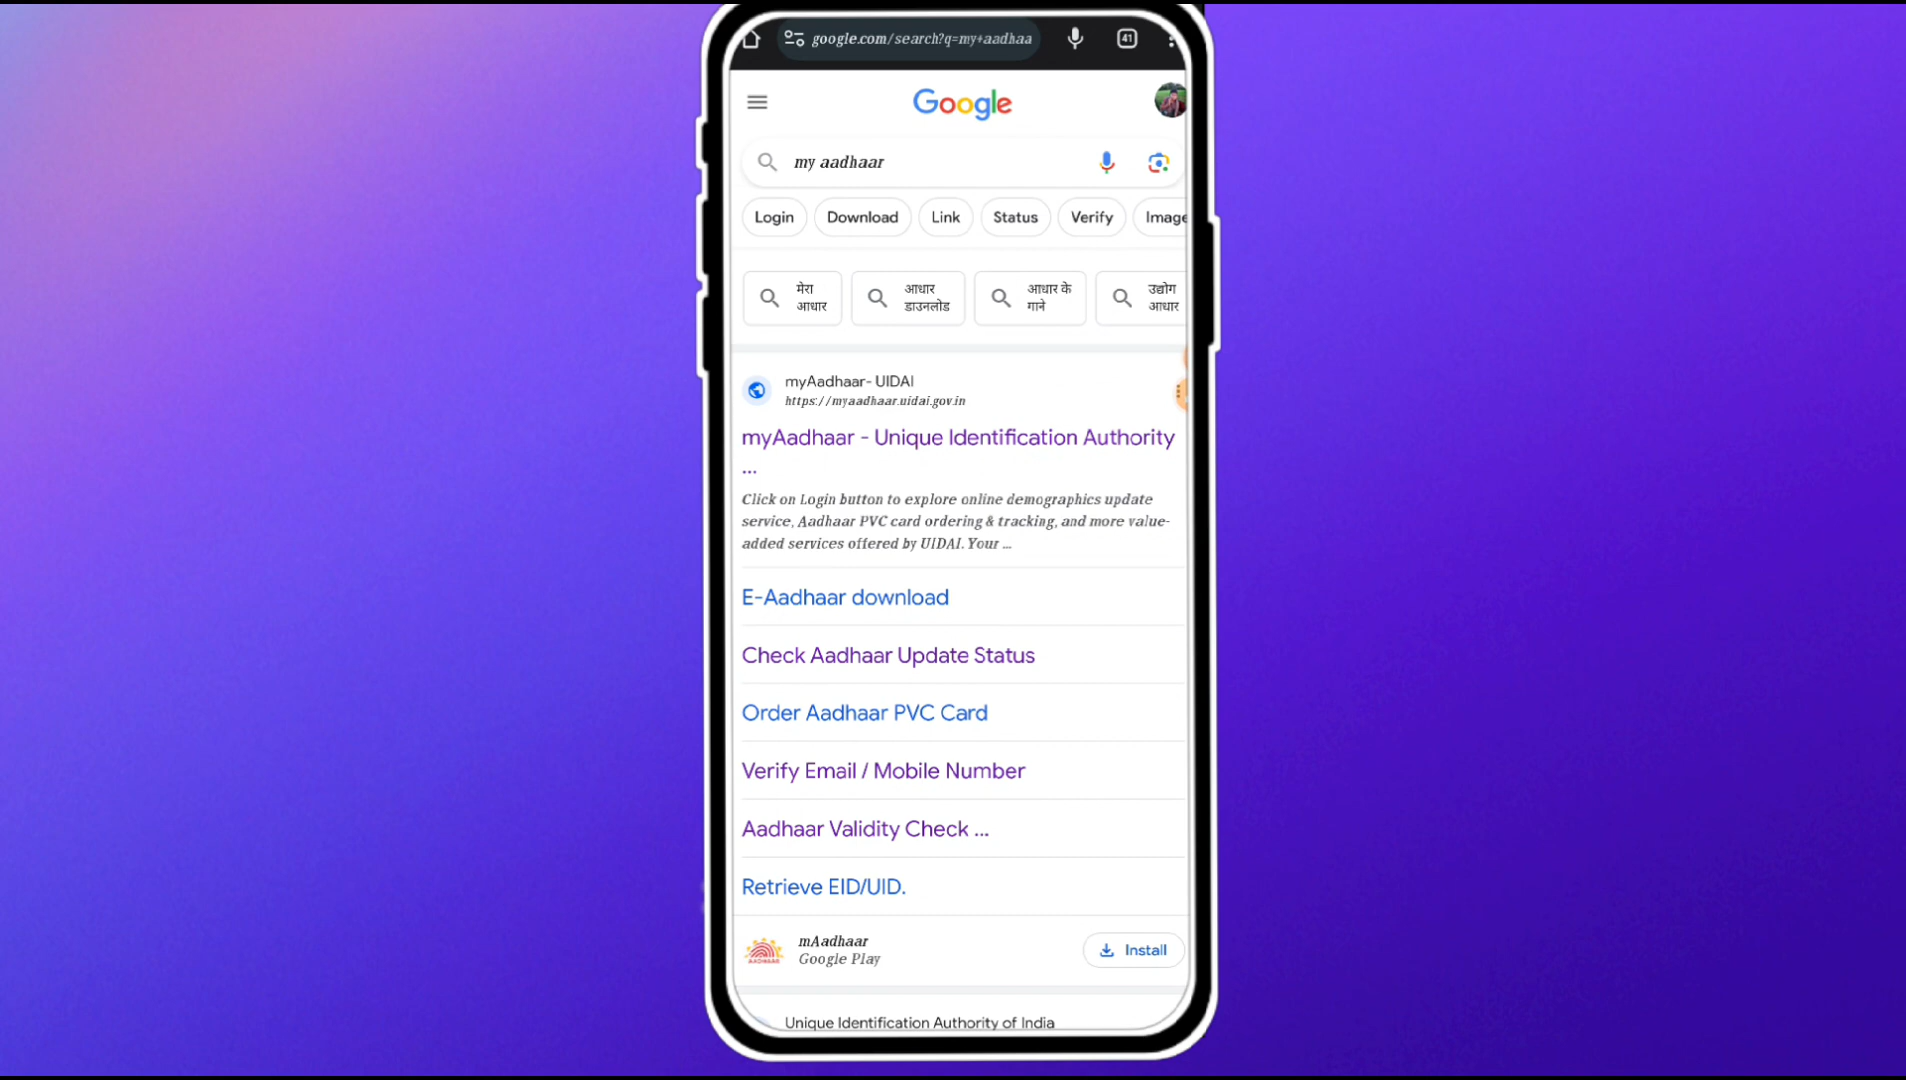 google.com/search?q=my+aadhaa
41
Google
my aadhaar
Login Download Link Status Verify Image
मेरा आधार
आधार डाउनलोड
आधार के गाने
उद्योग आधार
myAadhaar- UIDAI
https://myaadhaar.uidai.gov.in
myAadhaar - Unique Identification Authority
...
Click on Login button to explore online demographics update
service, Aadhaar PVC card ordering & tracking, and more value-
added services offered by UIDAI. Your ...
E-Aadhaar download
Check Aadhaar Update Status
Order Aadhaar PVC Card
Verify Email / Mobile Number
Aadhaar Validity Check ...
Retrieve EID/UID.
AADHAAR
mAadhaar
Google Play
Install
Unique Identification Authority of India